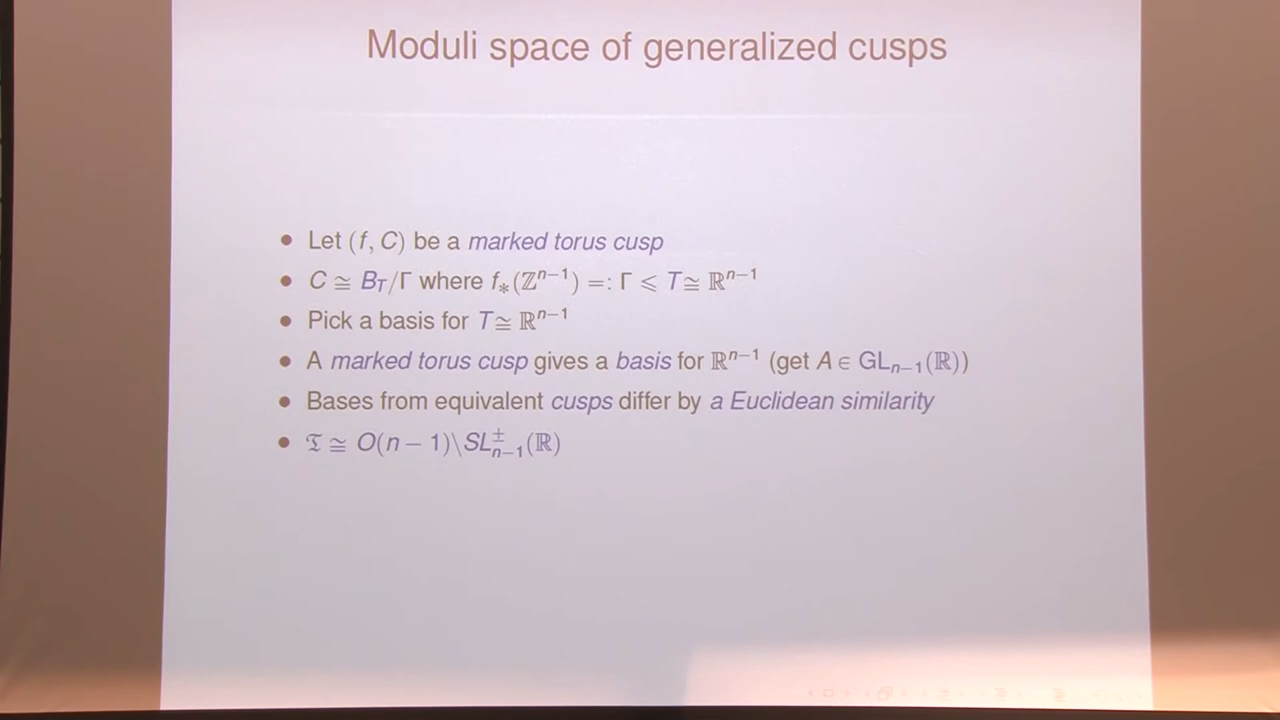 Moduli space of generalized cusps
• Let (f, C) be a marked torus cusp
• C ≅ B_T/Γ where f_*(ℤ^{n−1}) =: Γ ⩽ T ≅ ℝ^{n−1}
• Pick a basis for T ≅ ℝ^{n−1}
• A marked torus cusp gives a basis for ℝ^{n−1} (get A ∈ GL_{n−1}(ℝ))
• Bases from equivalent cusps differ by a Euclidean similarity
• 𝔗 ≅ O(n − 1)\SL^±_{n−1}(ℝ)